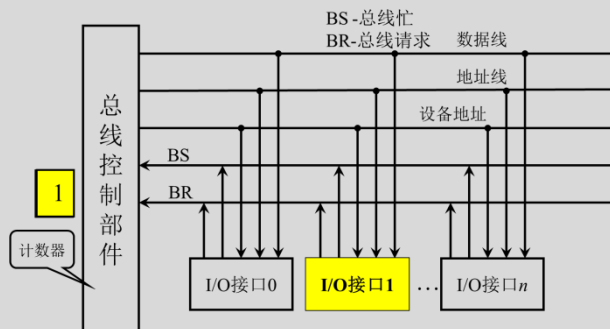 BS -总线忙
BR-总线请求
数据线
地址线
设备地址
总线控制部件
BS
BR
1
计数器
I/O接口0
I/O接口1
…
I/O接口n